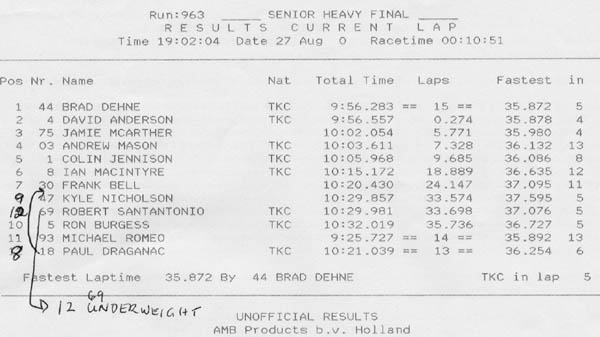 Run:963 ____ SENIOR HEAVY FINAL ____
R E S U L T S C U R R E N T L A P
Time 19:02:04 Date 27 Aug 0 Racetime 00:10:51
Pos Nr. Name Nat Total Time Laps Fastest in
1 44 BRAD DEHNE TKC 9:56.283 == 15 == 35.872 5
2 4 DAVID ANDERSON TKC 9:56.557 0.274 35.878 4
3 75 JAMIE MCARTHER 10:02.054 5.771 35.980 4
4 03 ANDREW MASON TKC 10:03.611 7.328 36.132 13
5 1 COLIN JENNISON TKC 10:05.968 9.685 36.086 8
6 8 IAN MACINTYRE TKC 10:15.172 18.889 36.635 12
7 30 FRANK BELL 10:20.430 24.147 37.095 11
9 47 KYLE NICHOLSON 10:29.857 33.574 37.595 5
12 69 ROBERT SANTANTONIO TKC 10:29.981 33.698 37.076 5
10 5 RON BURGESS TKC 10:32.019 35.736 36.727 5
11 93 MICHAEL ROMEO 9:25.727 == 14 == 35.892 13
8 18 PAUL DRAGANAC TKC 10:21.039 == 13 == 36.254 6
Fastest Laptime 35.872 By 44 BRAD DEHNE TKC in lap 5
69
12 UNDERWEIGHT
UNOFFICIAL RESULTS
AMB Products b.v. Holland